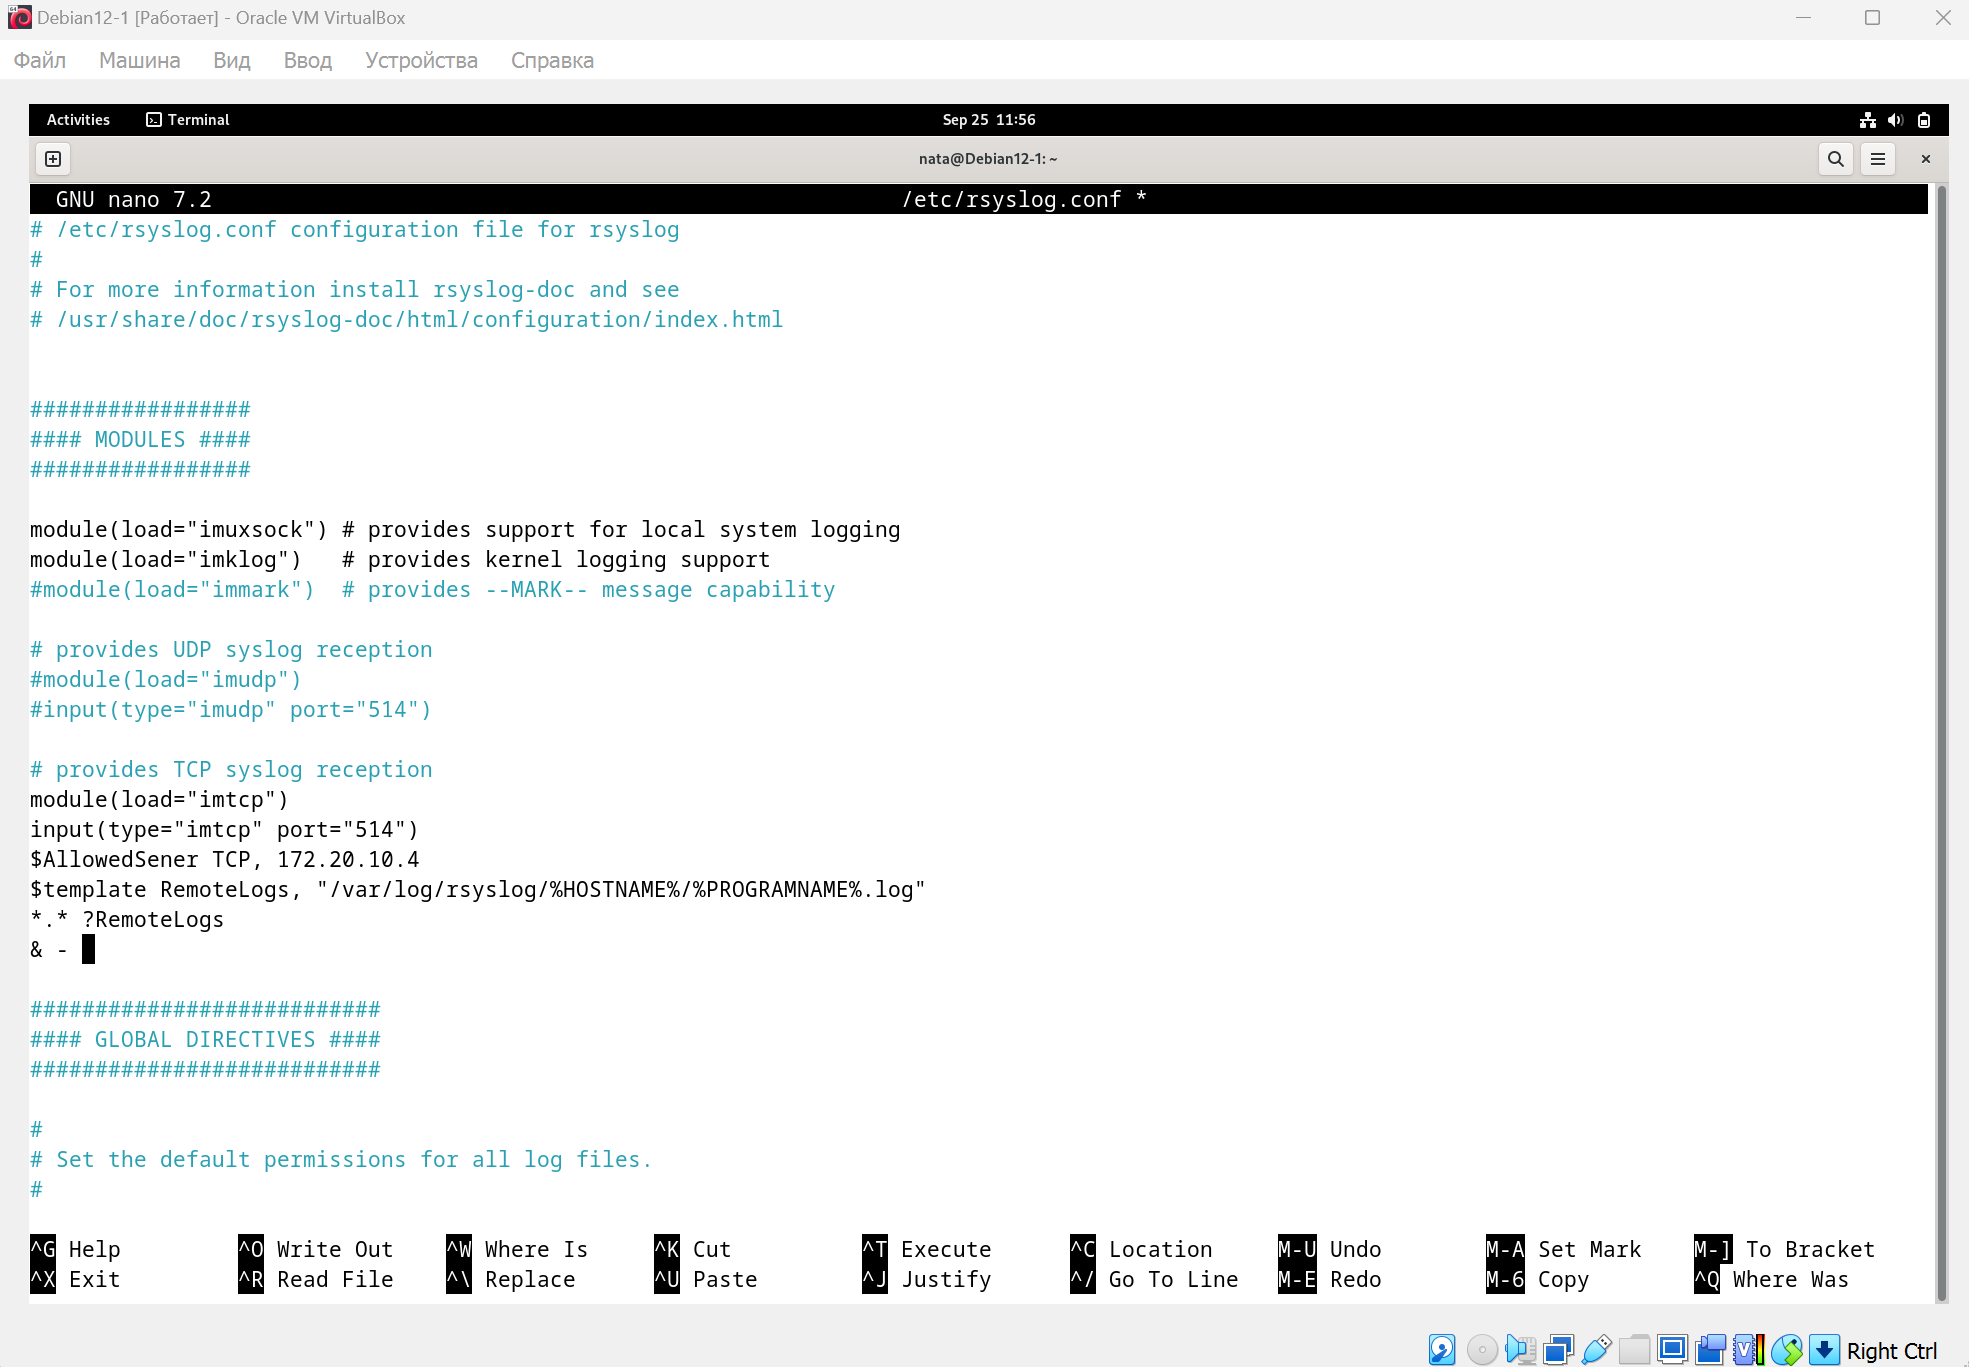 Debian12-1 [Работает] - Oracle VM VirtualBox
Файл Машина Вид Ввод Устройства Справка
Activities Terminal Sep 25 11:56
nata@Debian12-1: ~
GNU nano 7.2 /etc/rsyslog.conf *
# /etc/rsyslog.conf configuration file for rsyslog
#
# For more information install rsyslog-doc and see
# /usr/share/doc/rsyslog-doc/html/configuration/index.html
#################
#### MODULES ####
#################
module(load="imuxsock") # provides support for local system logging
module(load="imklog")   # provides kernel logging support
#module(load="immark")  # provides --MARK-- message capability
# provides UDP syslog reception
#module(load="imudp")
#input(type="imudp" port="514")
# provides TCP syslog reception
module(load="imtcp")
input(type="imtcp" port="514")
$AllowedSener TCP, 172.20.10.4
$template RemoteLogs, "/var/log/rsyslog/%HOSTNAME%/%PROGRAMNAME%.log"
*.* ?RemoteLogs
& -
###########################
#### GLOBAL DIRECTIVES ####
###########################
#
# Set the default permissions for all log files.
#
^G Help ^O Write Out ^W Where Is ^K Cut ^T Execute ^C Location M-U Undo M-A Set Mark M-] To Bracket
^X Exit ^R Read File ^\ Replace ^U Paste ^J Justify ^/ Go To Line M-E Redo M-6 Copy ^Q Where Was
Right Ctrl